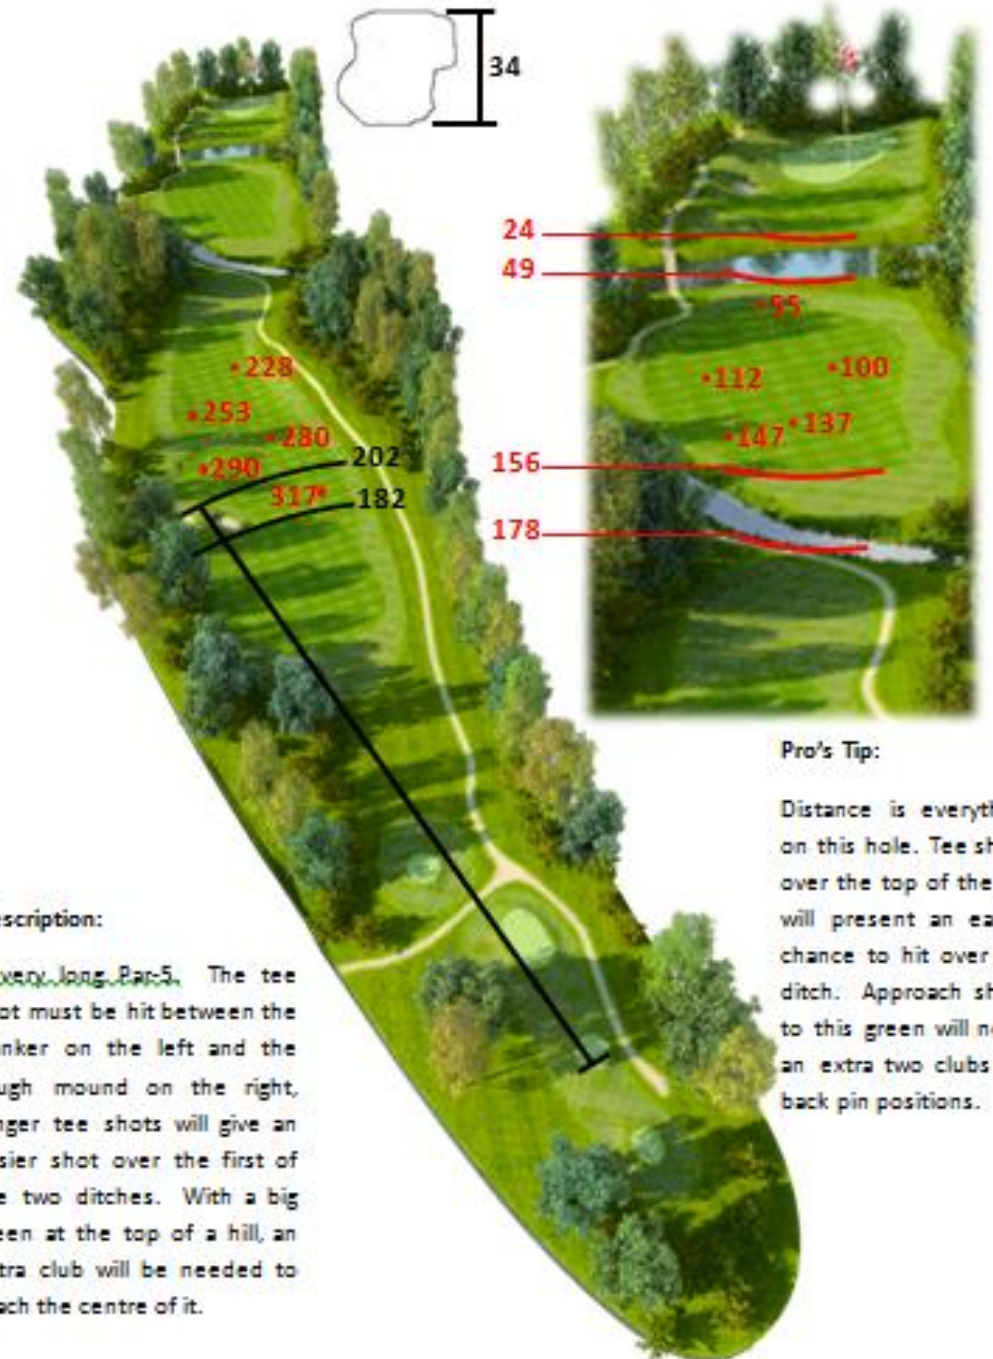 34
228
253
280
290
202
317
182
24
49
55
112
100
147
137
156
178
Pro's Tip:
Distance is everyth
on this hole. Tee sh
over the top of the
will present an ea
chance to hit over
ditch. Approach sh
to this green will ne
an extra two clubs
back pin positions.
escription:
very long Par-5. The tee
ot must be hit between the
nker on the left and the
ugh mound on the right,
nger tee shots will give an
sier shot over the first of
e two ditches. With a big
een at the top of a hill, an
tra club will be needed to
ach the centre of it.